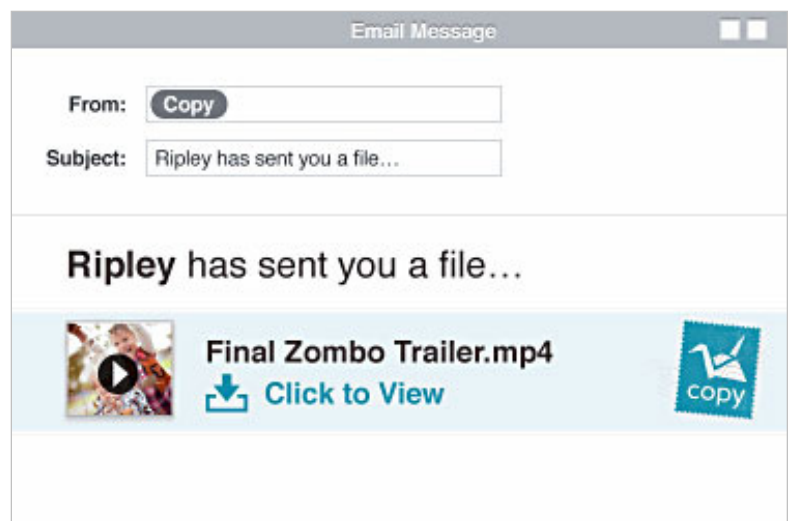 Email Message
From: Copy
Subject: Ripley has sent you a file...
Ripley has sent you a file...
Final Zombo Trailer.mp4
Click to View
copy